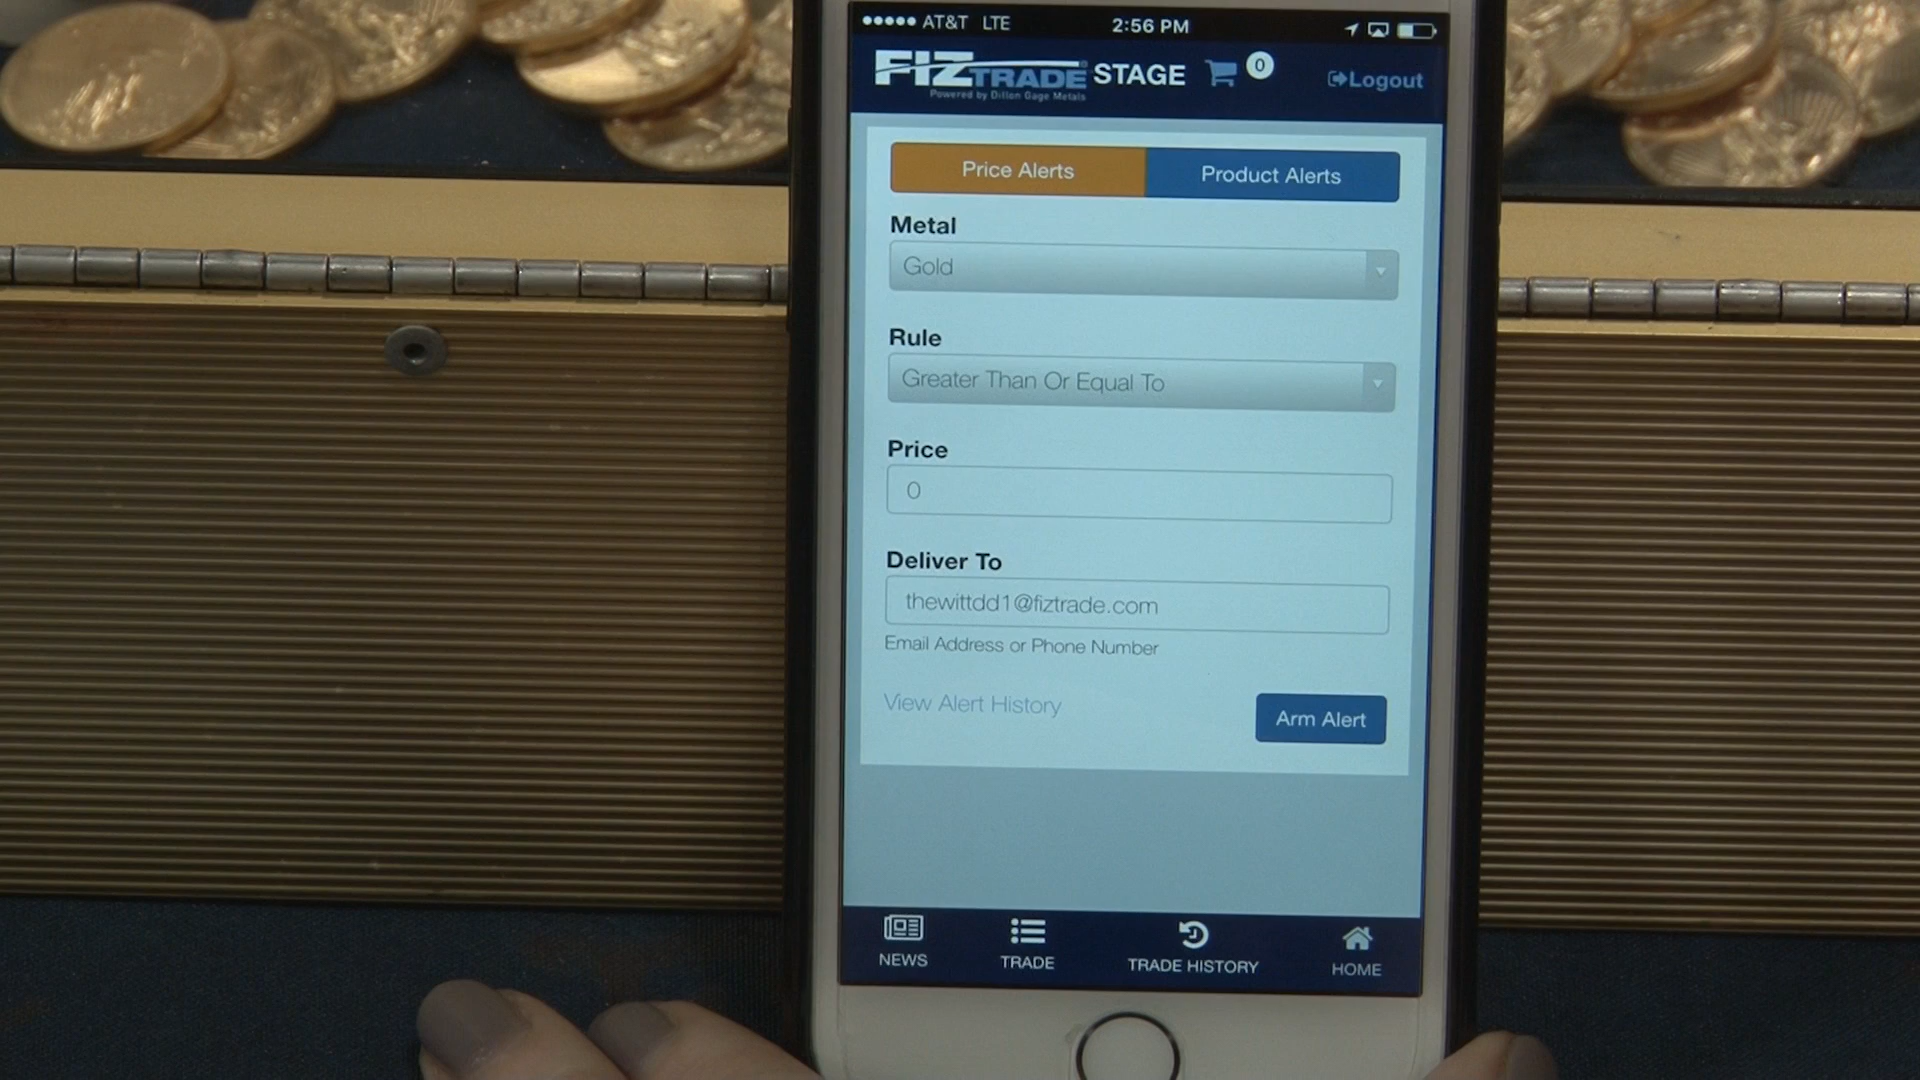 AT&T LTE 2:56 PM
FIZTRADE® STAGE 0 Logout
Powered by Dillon Gage Metals
Price Alerts Product Alerts
Metal
Gold
Rule
Greater Than Or Equal To
Price
0
Deliver To
thewittdd1@fiztrade.com
Email Address or Phone Number
View Alert History Arm Alert
NEWS TRADE TRADE HISTORY HOME